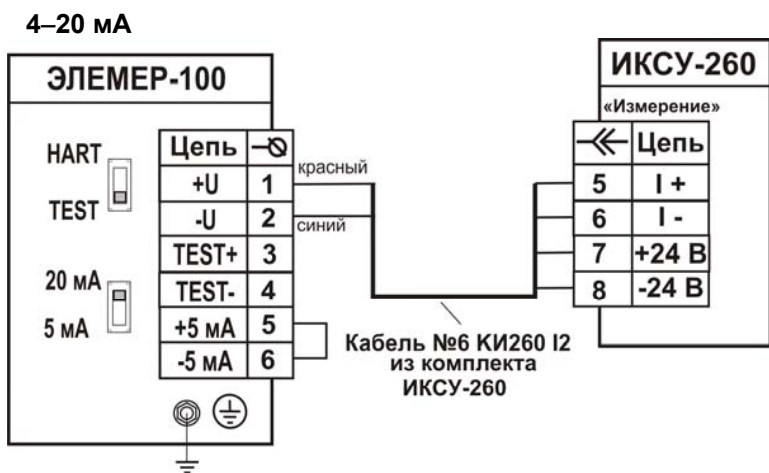 4–20 мА
ЭЛЕМЕР-100
HART
TEST
20 мА
5 мА
Цепь
+U 1
-U 2
TEST+ 3
TEST- 4
+5 мА 5
-5 мА 6
красный
синий
Кабель №6 КИ260 I2
из комплекта
ИКСУ-260
ИКСУ-260
«Измерение»
Цепь
5 I +
6 I -
7 +24 В
8 -24 В